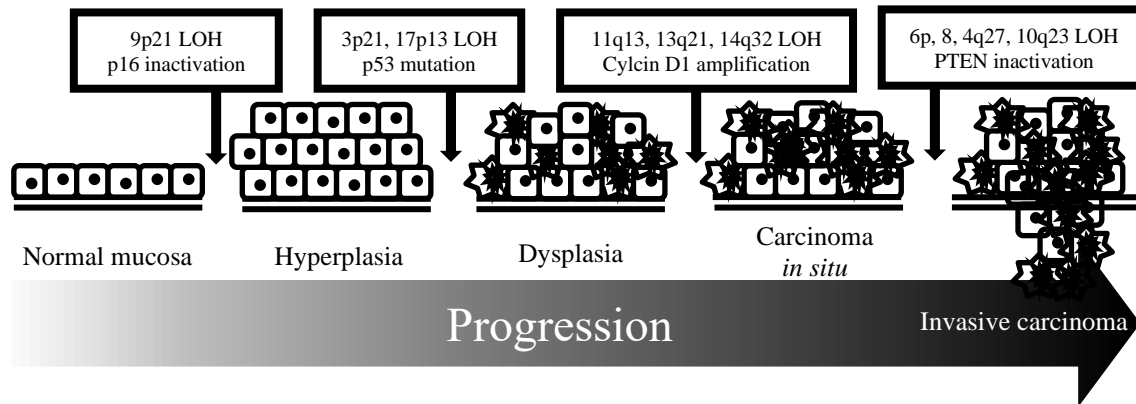 9p21 LOH
p16 inactivation
3p21, 17p13 LOH
p53 mutation
11q13, 13q21, 14q32 LOH
Cylcin D1 amplification
6p, 8, 4q27, 10q23 LOH
PTEN inactivation
Normal mucosa
Hyperplasia
Dysplasia
Carcinoma
in situ
Invasive carcinoma
Progression